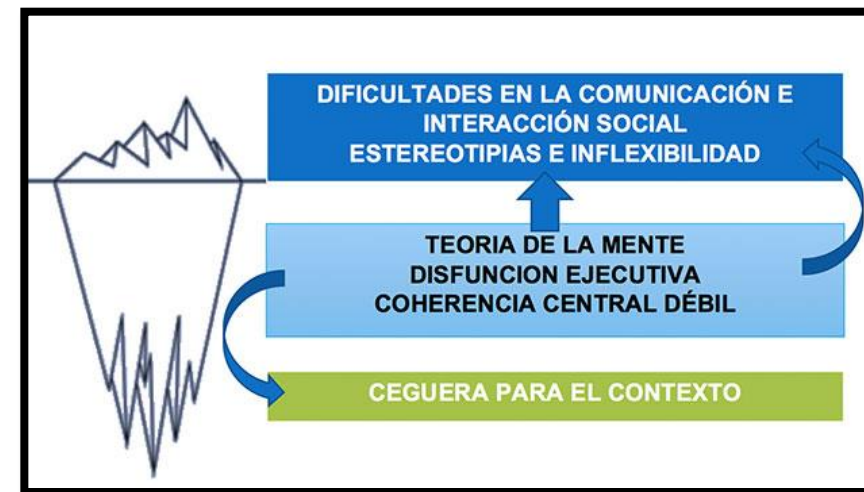 DIFICULTADES EN LA COMUNICACIÓN E
INTERACCIÓN SOCIAL
ESTEREOTIPIAS E INFLEXIBILIDAD
TEORIA DE LA MENTE
DISFUNCION EJECUTIVA
COHERENCIA CENTRAL DÉBIL
CEGUERA PARA EL CONTEXTO